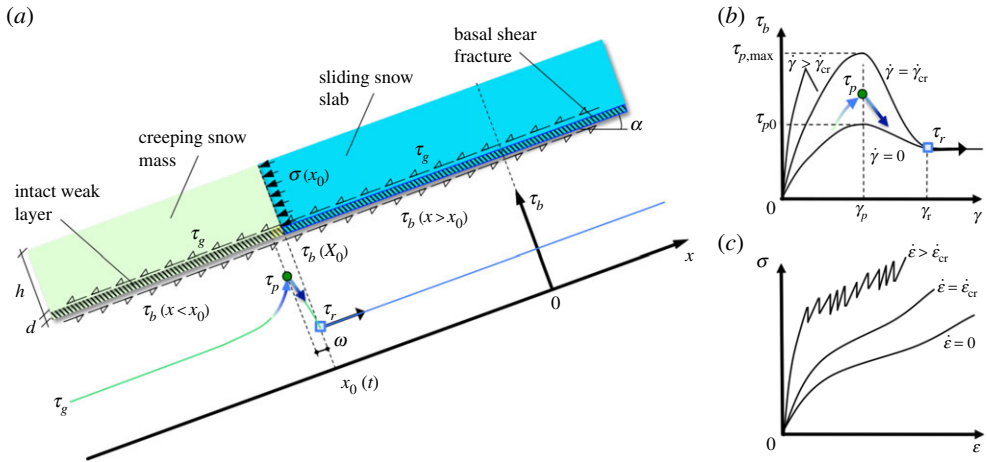 (a)
basal shear
fracture
sliding snow
slab
creeping snow
mass
intact weak
layer
α
τg
σ(x0)
τb
τb(x>x0)
τg
τb(X0)
x
h
τp
d
τb(x<x0)
τr
0
ω
x0(t)
τg
(b)
τb
τp,max
γ̇>γ̇cr
γ̇=γ̇cr
τp
τp0
τr
γ̇=0
0
γp
γr
γ
(c)
σ
ε̇>ε̇cr
ε̇=ε̇cr
ε̇=0
0
ε